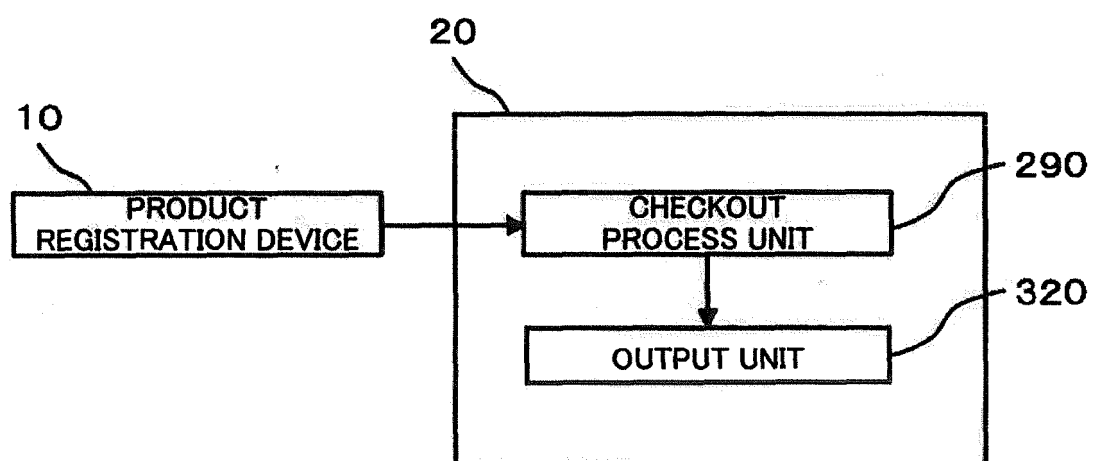 20
10
290
PRODUCT
REGISTRATION DEVICE
CHECKOUT
PROCESS UNIT
320
OUTPUT UNIT